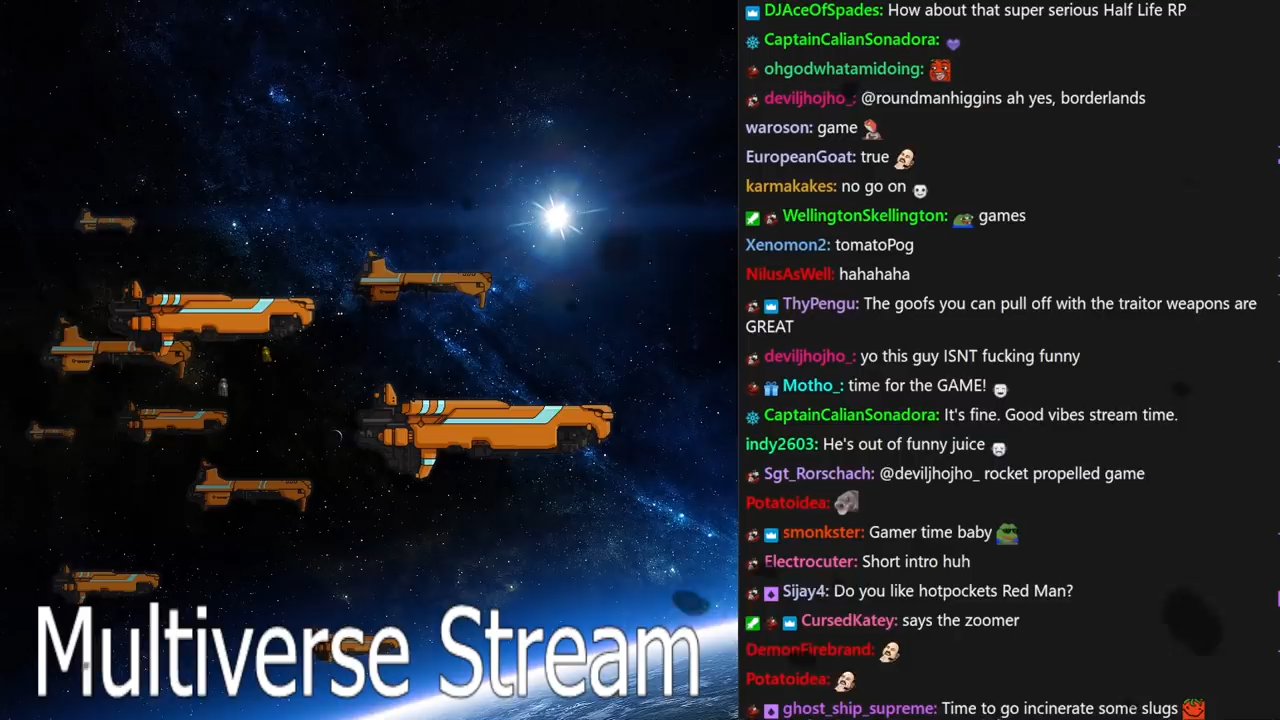 DJAceOfSpades: How about that super serious Half Life RP
CaptainCalianSonadora:
ohgodwhatamidoing:
deviljhojho_: @roundmanhiggins ah yes, borderlands
waroson: game
EuropeanGoat: true
karmakakes: no go on
WellingtonSkellington: games
Xenomon2: tomatoPog
NilusAsWell: hahahaha
ThyPengu: The goofs you can pull off with the traitor weapons are
GREAT
deviljhojho_: yo this guy ISNT fucking funny
Motho_: time for the GAME!
CaptainCalianSonadora: It's fine. Good vibes stream time.
indy2603: He's out of funny juice
Sgt_Rorschach: @deviljhojho_ rocket propelled game
Potatoidea:
smonkster: Gamer time baby
Electrocuter: Short intro huh
Sijay4: Do you like hotpockets Red Man?
CursedKatey: says the zoomer
DemonFirebrand:
Potatoidea:
ghost_ship_supreme: Time to go incinerate some slugs
Multiverse Stream